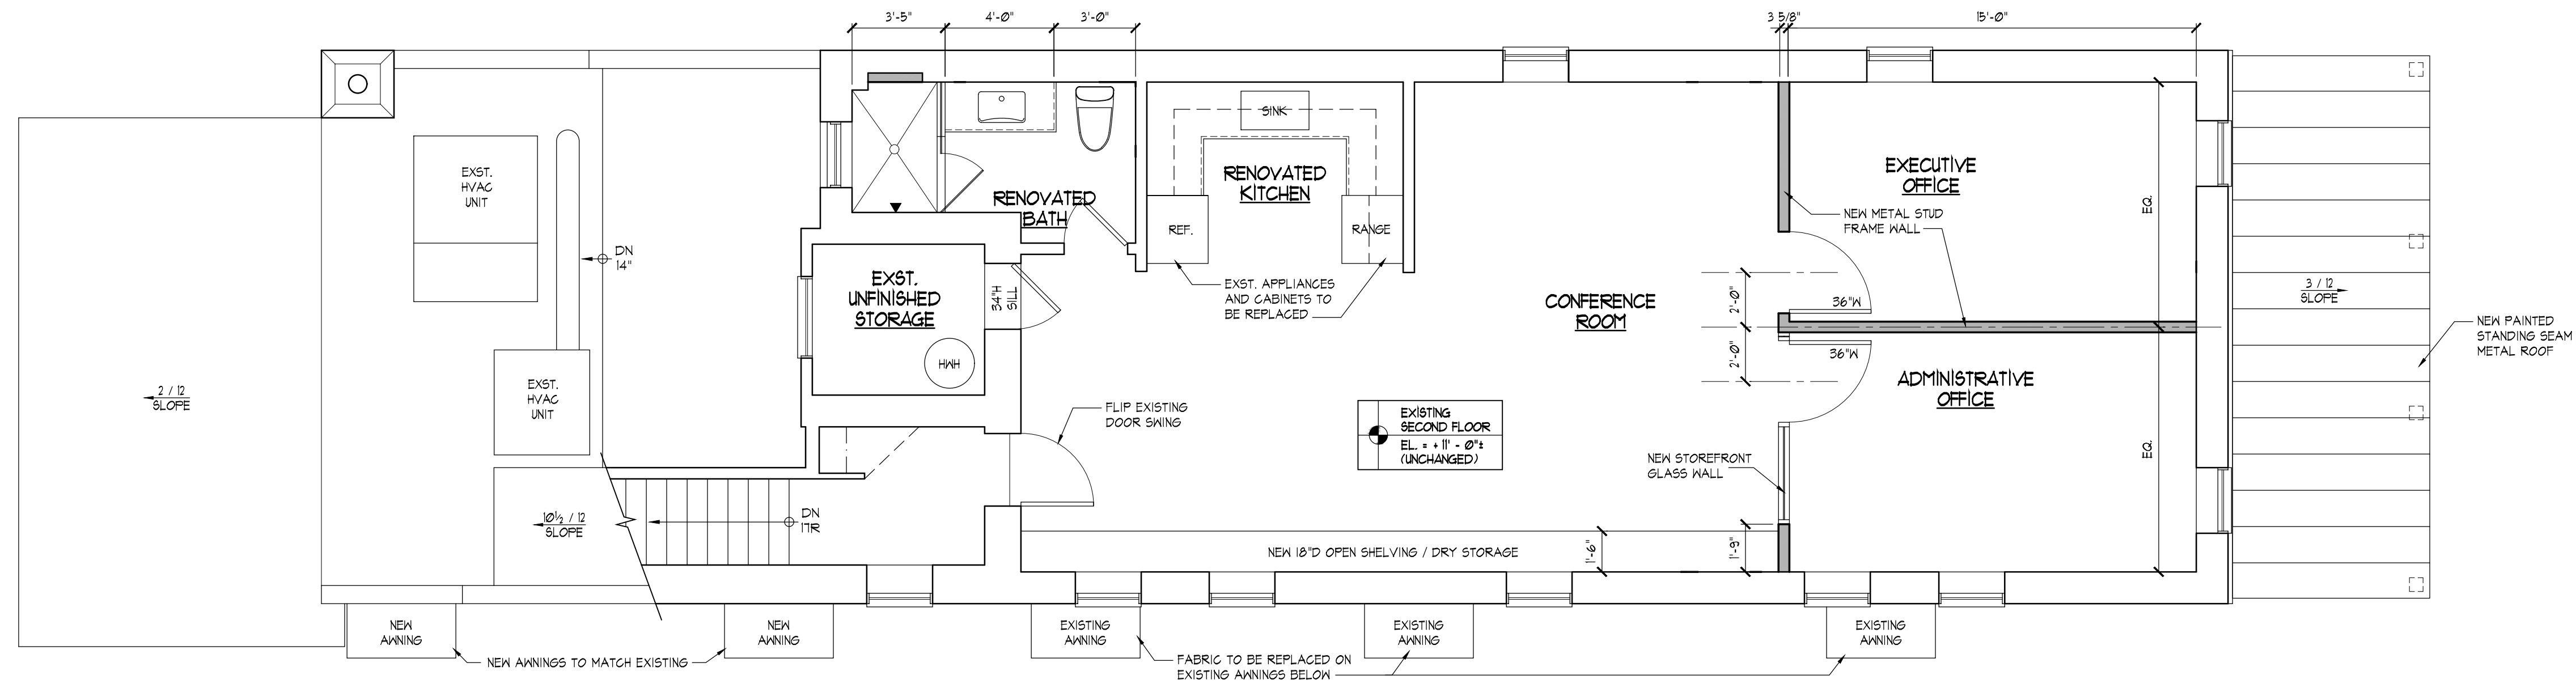 3'-5"
4'-0"
3'-0"
3 5/8"
15'-0"
EXST.
HVAC
UNIT
DN
14"
EXST.
HVAC
UNIT
2 / 12
SLOPE
10½ / 12
SLOPE
DN
17R
RENOVATED
BATH
EXST.
UNFINISHED
STORAGE
HWH
34"H
SILL
SINK
RENOVATED
KITCHEN
REF.
RANGE
EXST. APPLIANCES
AND CABINETS TO
BE REPLACED
FLIP EXISTING
DOOR SWING
CONFERENCE
ROOM
EXISTING
SECOND FLOOR
EL. = + 11' - 0"±
(UNCHANGED)
NEW STOREFRONT
GLASS WALL
NEW 18"D OPEN SHELVING / DRY STORAGE
1'-6"
1'-9"
2'-0"
2'-0"
36"W
36"W
EXECUTIVE
OFFICE
NEW METAL STUD
FRAME WALL
ADMINISTRATIVE
OFFICE
EQ.
EQ.
3 / 12
SLOPE
NEW PAINTED
STANDING SEAM
METAL ROOF
NEW
AWNING
NEW
AWNING
EXISTING
AWNING
EXISTING
AWNING
EXISTING
AWNING
NEW AWNINGS TO MATCH EXISTING
FABRIC TO BE REPLACED ON
EXISTING AWNINGS BELOW